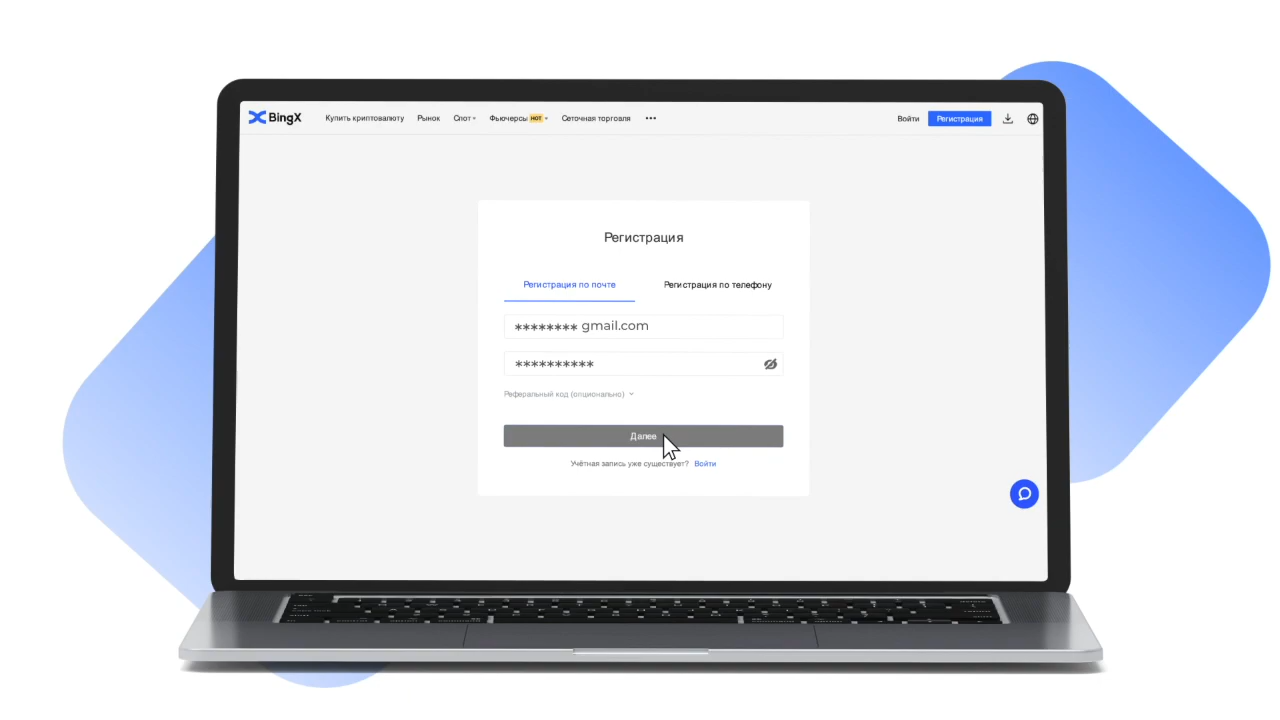 BingX Купить криптовалюту Рынок Спот Фьючерсы HOT Сеточная торговля ••• Войти Регистрация
Регистрация
Регистрация по почте Регистрация по телефону
******** gmail.com
**********
Реферальный код (опционально)
Далее
Учётная запись уже существует? Войти